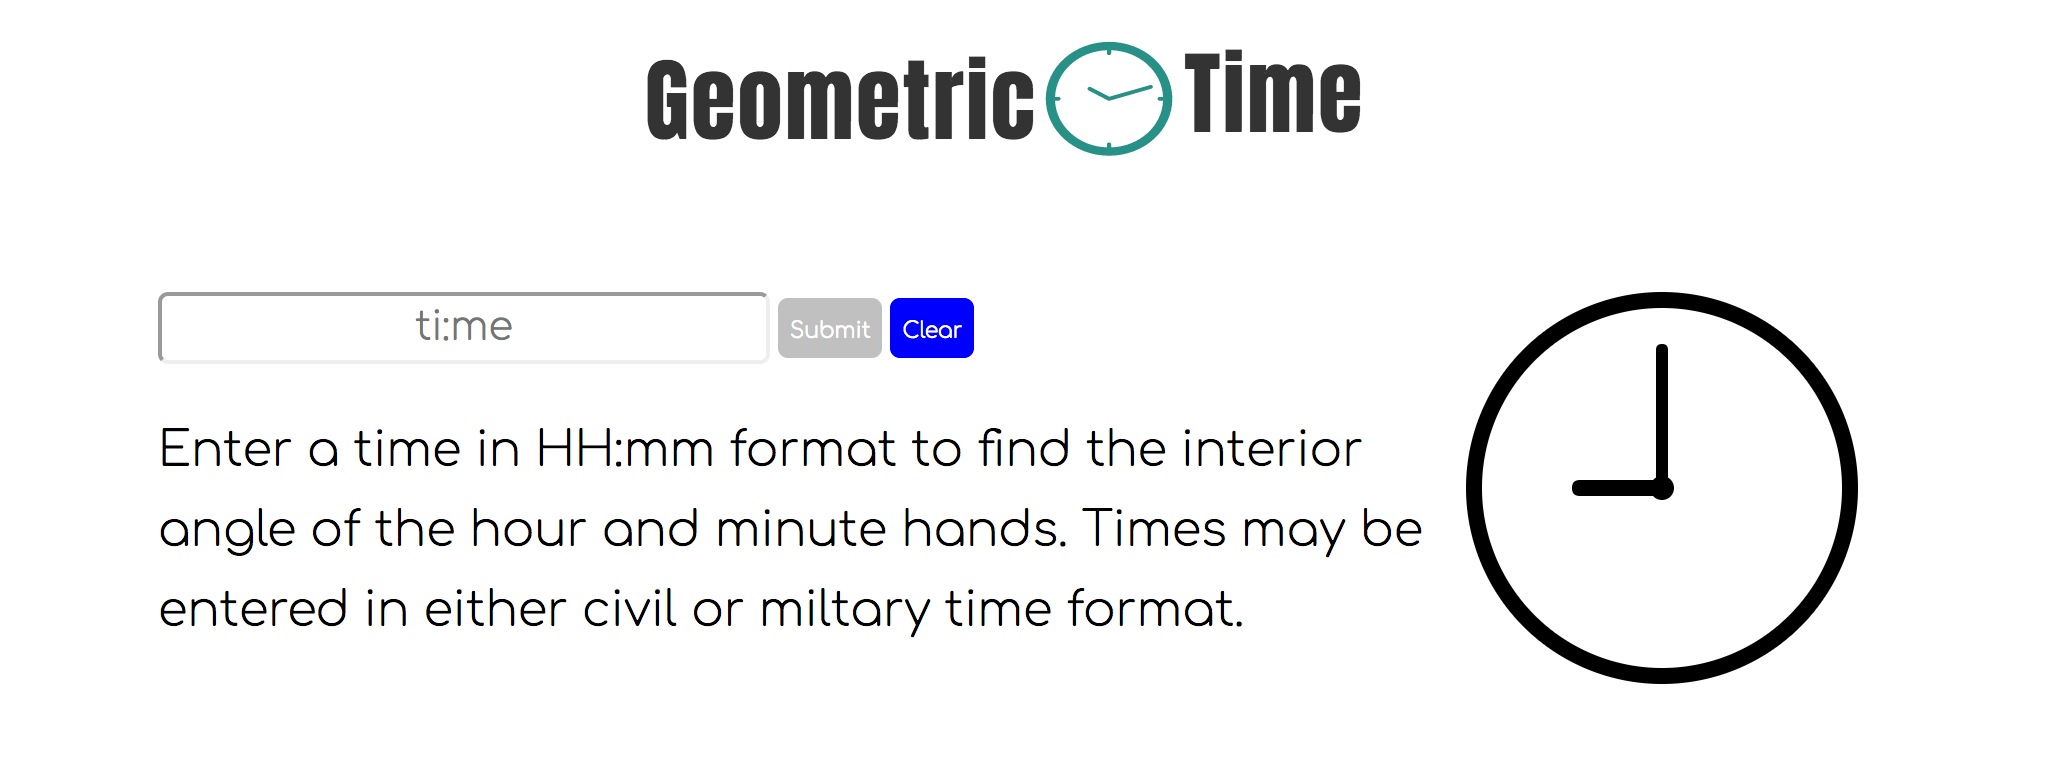 Geometric Time
ti:me
Submit
Clear
Enter a time in HH:mm format to find the interior
angle of the hour and minute hands. Times may be
entered in either civil or miltary time format.